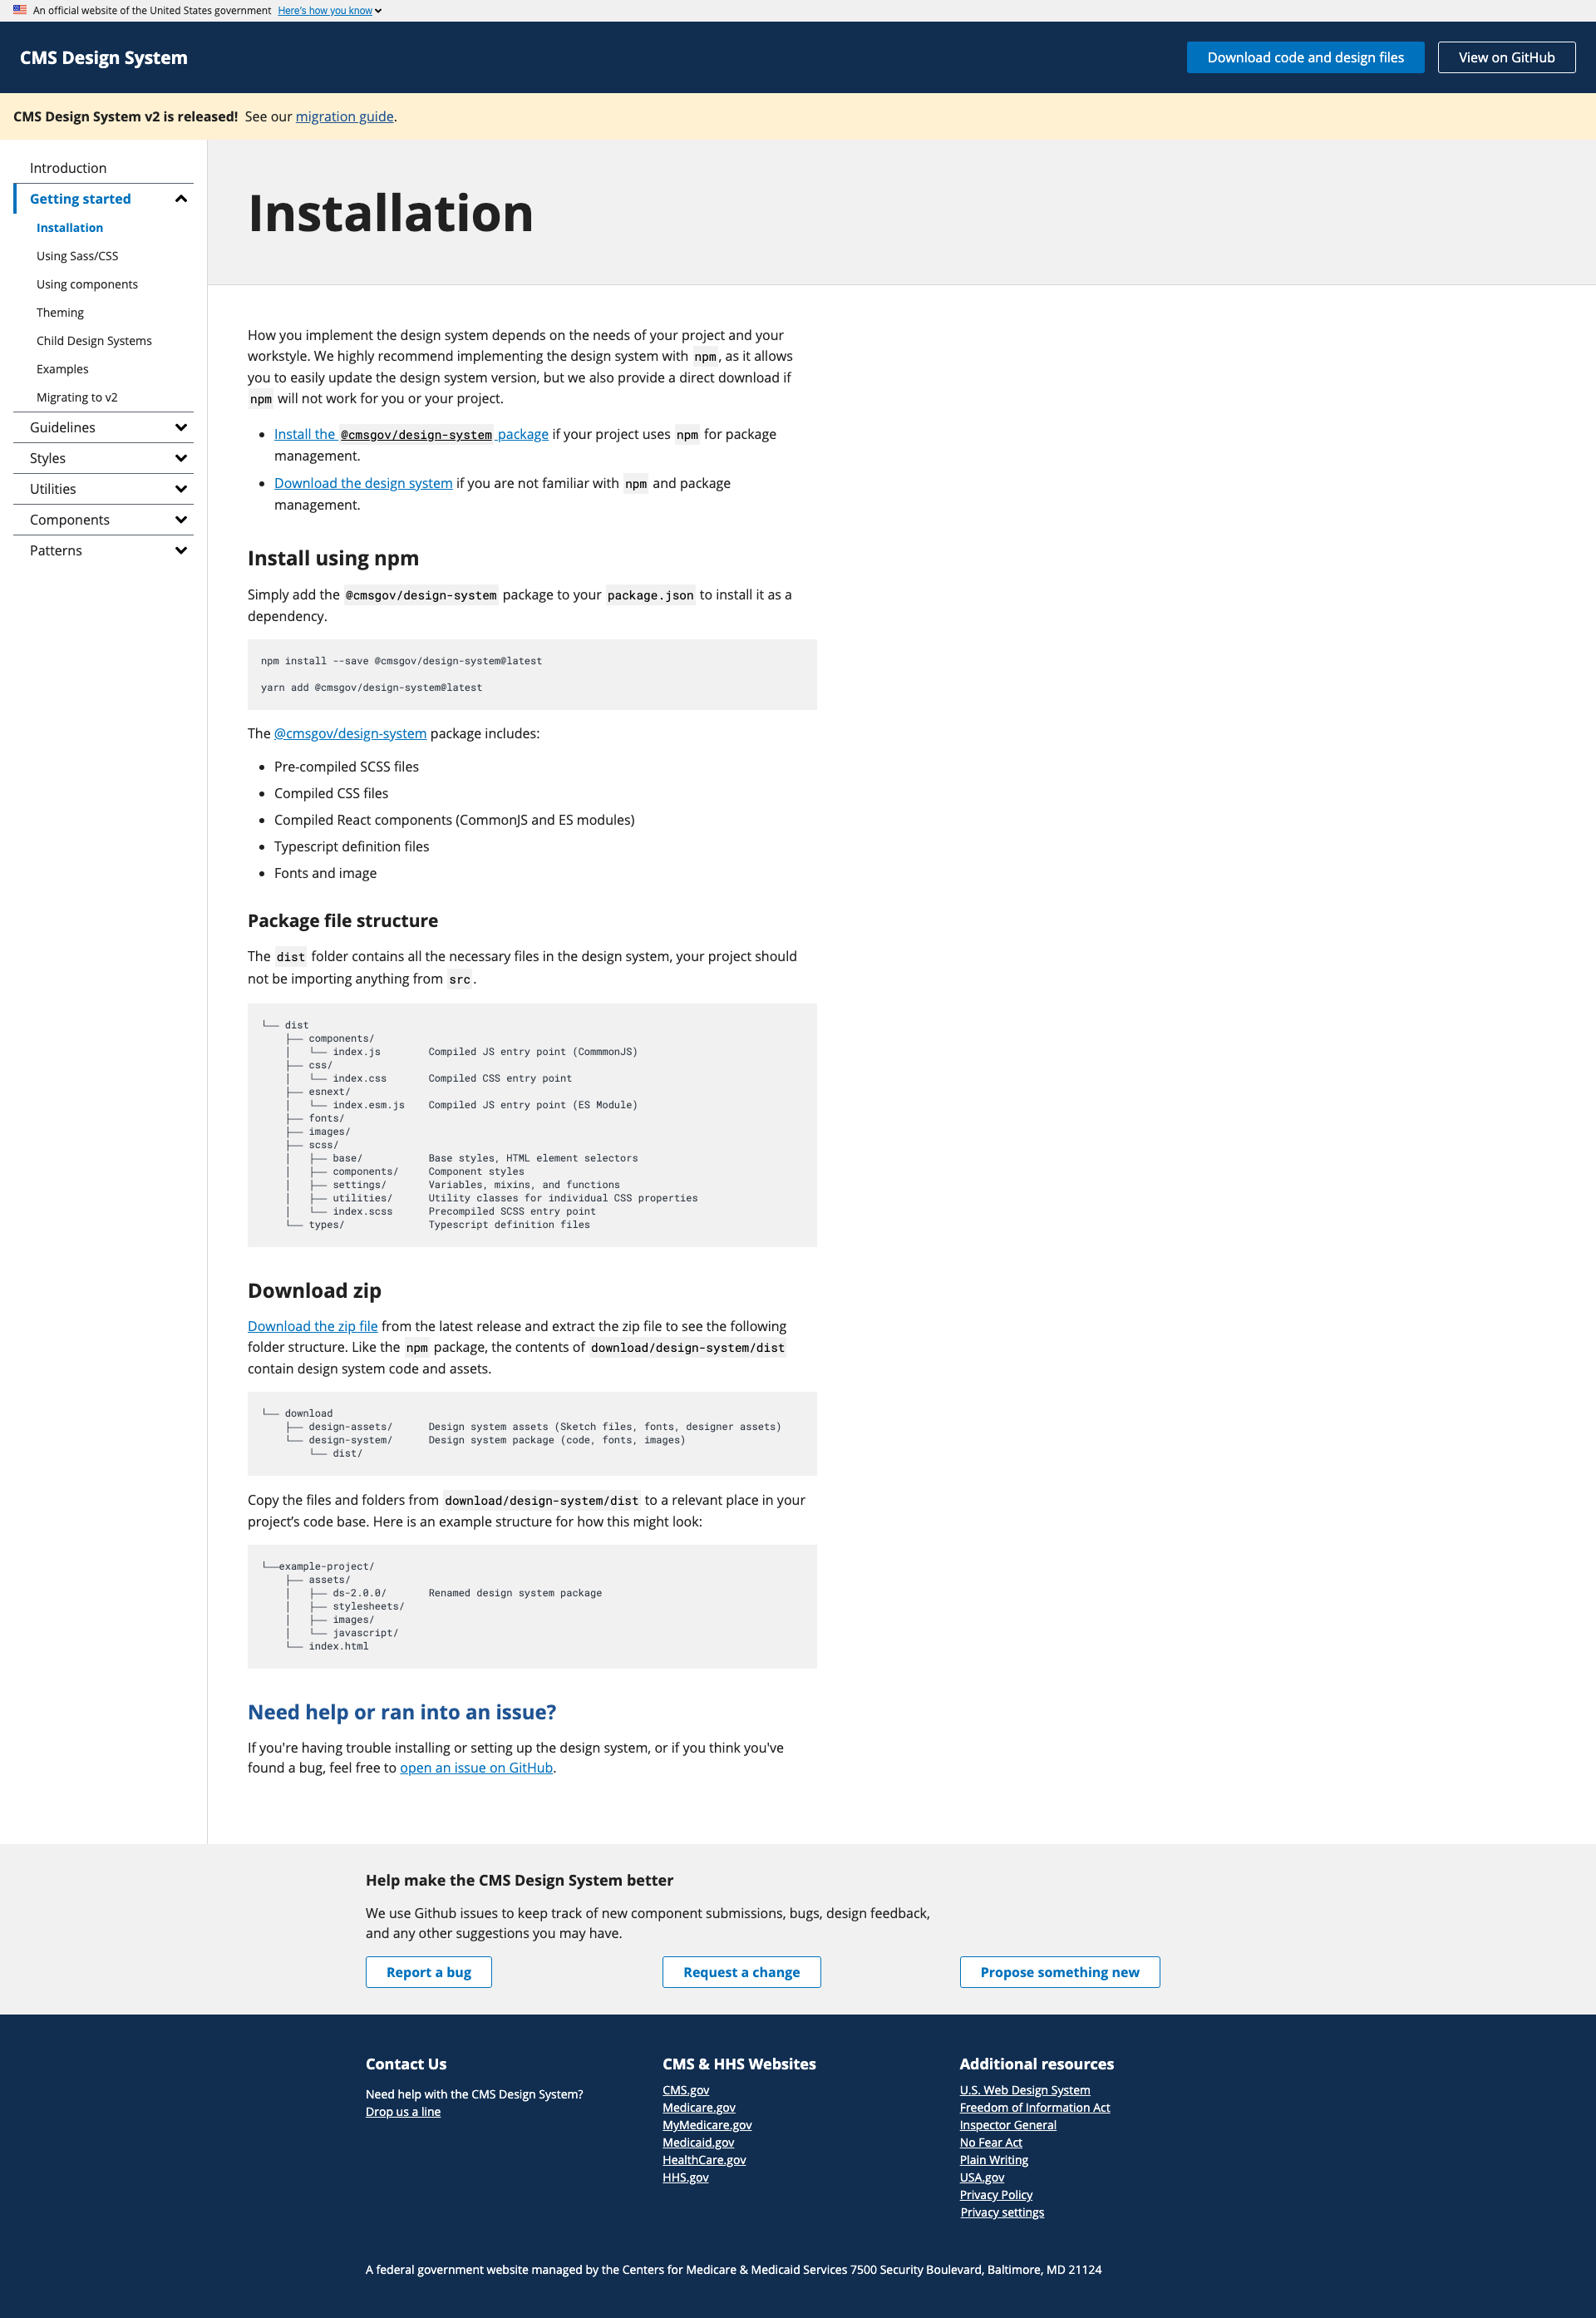 An official website of the United States government Here's how you know
CMS Design System
Download code and design files
View on GitHub
CMS Design System v2 is released! See our migration guide.
Introduction
Getting started
Installation
Using Sass/CSS
Using components
Theming
Child Design Systems
Examples
Migrating to v2
Guidelines
Styles
Utilities
Components
Patterns
Installation
How you implement the design system depends on the needs of your project and your
workstyle. We highly recommend implementing the design system with npm, as it allows
you to easily update the design system version, but we also provide a direct download if
npm will not work for you or your project.
• Install the @cmsgov/design-system package if your project uses npm for package
management.
• Download the design system if you are not familiar with npm and package
management.
Install using npm
Simply add the @cmsgov/design-system package to your package.json to install it as a
dependency.
npm install --save @cmsgov/design-system@latest
yarn add @cmsgov/design-system@latest
The @cmsgov/design-system package includes:
• Pre-compiled SCSS files
• Compiled CSS files
• Compiled React components (CommonJS and ES modules)
• Typescript definition files
• Fonts and image
Package file structure
The dist folder contains all the necessary files in the design system, your project should
not be importing anything from src.
└── dist
    ├── components/
    │   └── index.js        Compiled JS entry point (CommmonJS)
    ├── css/
    │   └── index.css       Compiled CSS entry point
    ├── esnext/
    │   └── index.esm.js    Compiled JS entry point (ES Module)
    ├── fonts/
    ├── images/
    ├── scss/
    │   ├── base/           Base styles, HTML element selectors
    │   ├── components/     Component styles
    │   ├── settings/       Variables, mixins, and functions
    │   ├── utilities/      Utility classes for individual CSS properties
    │   └── index.scss      Precompiled SCSS entry point
    └── types/              Typescript definition files
Download zip
Download the zip file from the latest release and extract the zip file to see the following
folder structure. Like the npm package, the contents of download/design-system/dist
contain design system code and assets.
└── download
    ├── design-assets/      Design system assets (Sketch files, fonts, designer assets)
    └── design-system/      Design system package (code, fonts, images)
        └── dist/
Copy the files and folders from download/design-system/dist to a relevant place in your
project's code base. Here is an example structure for how this might look:
└──example-project/
    ├── assets/
    │   ├── ds-2.0.0/       Renamed design system package
    │   ├── stylesheets/
    │   ├── images/
    │   └── javascript/
    └── index.html
Need help or ran into an issue?
If you're having trouble installing or setting up the design system, or if you think you've
found a bug, feel free to open an issue on GitHub.
Help make the CMS Design System better
We use Github issues to keep track of new component submissions, bugs, design feedback,
and any other suggestions you may have.
Report a bug
Request a change
Propose something new
Contact Us
Need help with the CMS Design System?
Drop us a line
CMS & HHS Websites
CMS.gov
Medicare.gov
MyMedicare.gov
Medicaid.gov
HealthCare.gov
HHS.gov
Additional resources
U.S. Web Design System
Freedom of Information Act
Inspector General
No Fear Act
Plain Writing
USA.gov
Privacy Policy
Privacy settings
A federal government website managed by the Centers for Medicare & Medicaid Services 7500 Security Boulevard, Baltimore, MD 21124